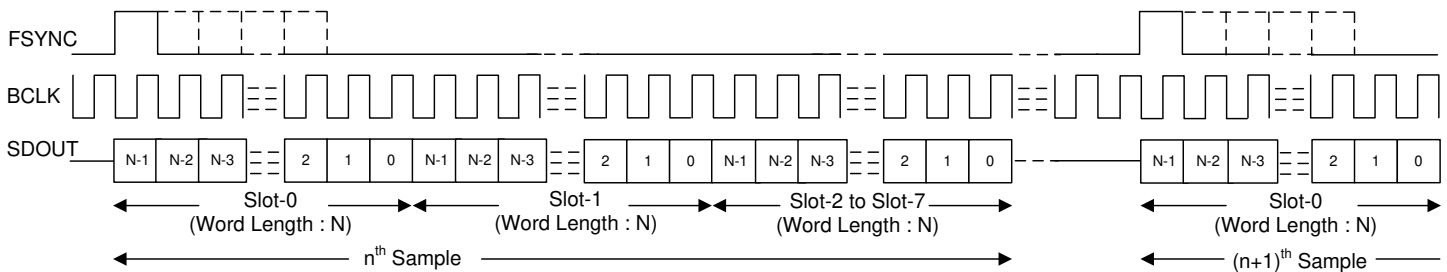 FSYNC
BCLK
SDOUT
N-1 N-2 N-3 2 1 0 N-1 N-2 N-3 2 1 0 N-1 N-2 N-3 2 1 0 N-1 N-2 N-3 2 1 0
Slot-0 Slot-1 Slot-2 to Slot-7 Slot-0
(Word Length : N) (Word Length : N) (Word Length : N) (Word Length : N)
nth Sample (n+1)th Sample